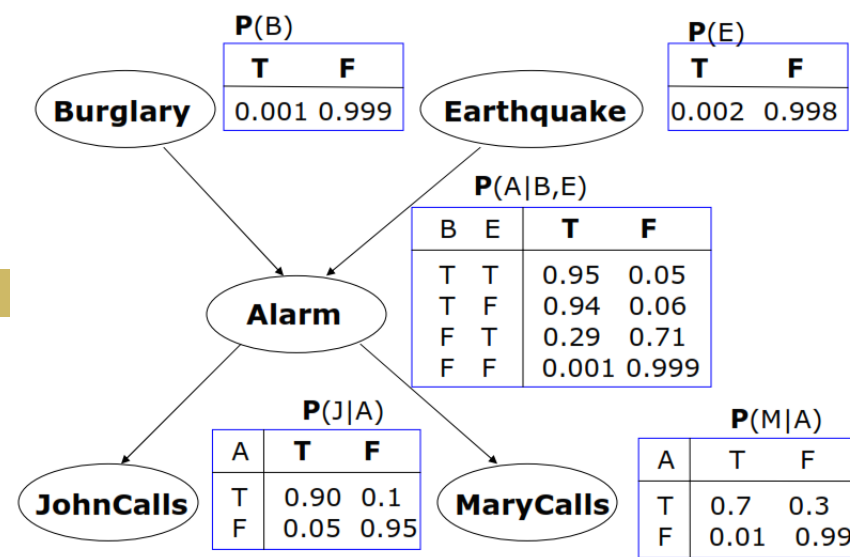 P(B)
T F
0.001 0.999
Burglary
P(E)
T F
0.002 0.998
Earthquake
P(A|B,E)
B E T F
T T 0.95 0.05
T F 0.94 0.06
F T 0.29 0.71
F F 0.001 0.999
Alarm
P(J|A)
A T F
T 0.90 0.1
F 0.05 0.95
JohnCalls
P(M|A)
A T F
T 0.7 0.3
F 0.01 0.99
MaryCalls